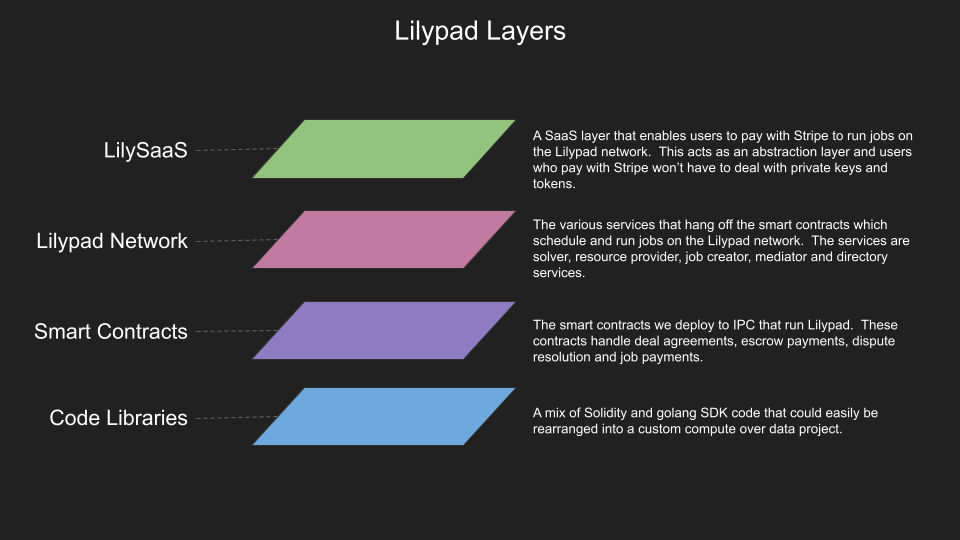 Lilypad Layers
LilySaaS
A SaaS layer that enables users to pay with Stripe to run jobs on
the Lilypad network.  This acts as an abstraction layer and users
who pay with Stripe won't have to deal with private keys and
tokens.
Lilypad Network
The various services that hang off the smart contracts which
schedule and run jobs on the Lilypad network.  The services are
solver, resource provider, job creator, mediator and directory
services.
Smart Contracts
The smart contracts we deploy to IPC that run Lilypad.  These
contracts handle deal agreements, escrow payments, dispute
resolution and job payments.
Code Libraries
A mix of Solidity and golang SDK code that could easily be
rearranged into a custom compute over data project.